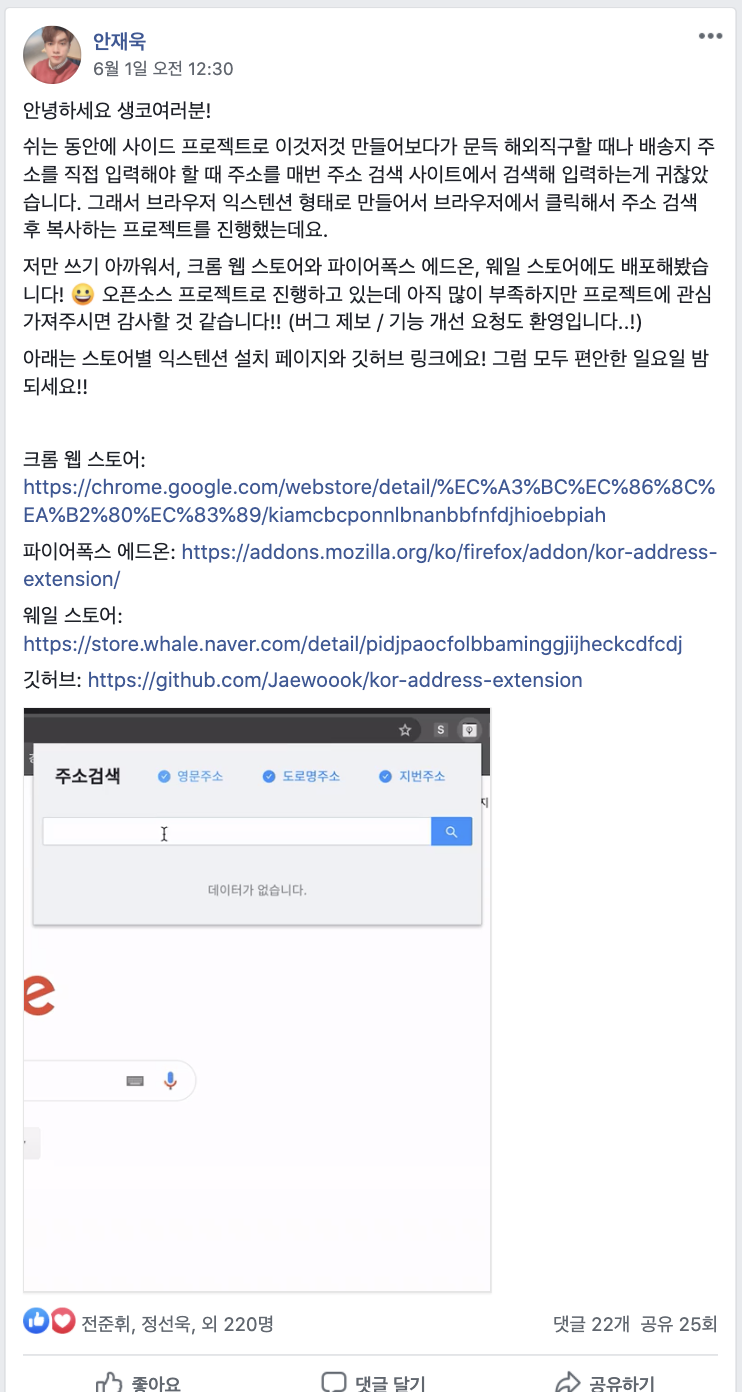 안재욱
6월 1일 오전 12:30
안녕하세요 생코여러분!
쉬는 동안에 사이드 프로젝트로 이것저것 만들어보다가 문득 해외직구할 때나 배송지 주
소를 직접 입력해야 할 때 주소를 매번 주소 검색 사이트에서 검색해 입력하는게 귀찮았
습니다. 그래서 브라우저 익스텐션 형태로 만들어서 브라우저에서 클릭해서 주소 검색
후 복사하는 프로젝트를 진행했는데요.
저만 쓰기 아까워서, 크롬 웹 스토어와 파이어폭스 에드온, 웨일 스토어에도 배포해봤습
니다! 😀 오픈소스 프로젝트로 진행하고 있는데 아직 많이 부족하지만 프로젝트에 관심
가져주시면 감사할 것 같습니다!! (버그 제보 / 기능 개선 요청도 환영입니다..!)
아래는 스토어별 익스텐션 설치 페이지와 깃허브 링크에요! 그럼 모두 편안한 일요일 밤
되세요!!
크롬 웹 스토어:
https://chrome.google.com/webstore/detail/%EC%A3%BC%EC%86%8C%
EA%B2%80%EC%83%89/kiamcbcponnlbnanbbfnfdjhioebpiah
파이어폭스 에드온: https://addons.mozilla.org/ko/firefox/addon/kor-address-
extension/
웨일 스토어:
https://store.whale.naver.com/detail/pidjpaocfolbbaminggjijheckcdfcdj
깃허브: https://github.com/Jaewoook/kor-address-extension
S
주소검색 영문주소 도로명주소 지번주소
지
데이터가 없습니다.
e
전준휘, 정선욱, 외 220명 댓글 22개 공유 25회
좋아요 댓글 달기 공유하기